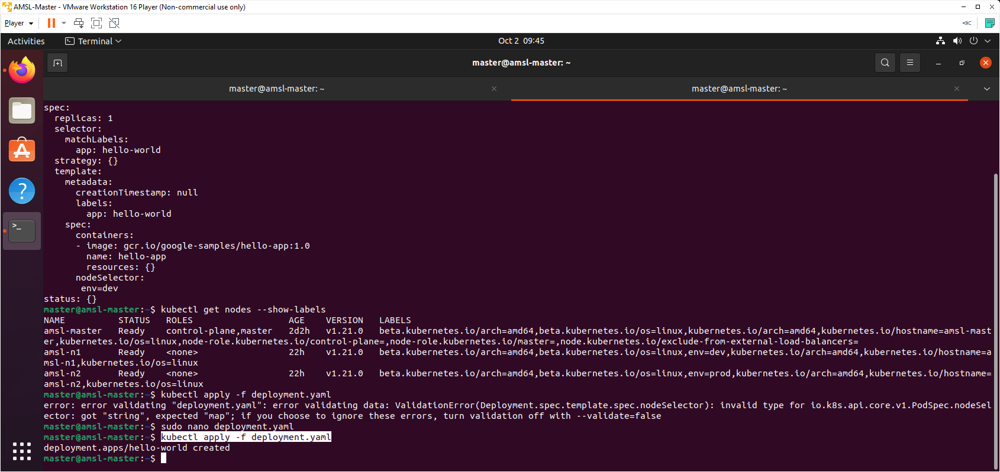 AMSL-Master - VMware Workstation 16 Player (Non-commercial use only)
Player
Activities
Terminal
Oct 2 09:45
master@amsl-master: ~
master@amsl-master: ~
master@amsl-master: ~
spec:
  replicas: 1
  selector:
    matchLabels:
      app: hello-world
  strategy: {}
  template:
    metadata:
      creationTimestamp: null
      labels:
        app: hello-world
    spec:
      containers:
      - image: gcr.io/google-samples/hello-app:1.0
        name: hello-app
        resources: {}
      nodeSelector:
       env=dev
status: {}
master@amsl-master:~$ kubectl get nodes --show-labels
NAME          STATUS   ROLES                  AGE    VERSION   LABELS
amsl-master   Ready    control-plane,master   2d2h   v1.21.0   beta.kubernetes.io/arch=amd64,beta.kubernetes.io/os=linux,kubernetes.io/arch=amd64,kubernetes.io/hostname=amsl-mast
er,kubernetes.io/os=linux,node-role.kubernetes.io/control-plane=,node-role.kubernetes.io/master=,node.kubernetes.io/exclude-from-external-load-balancers=
amsl-n1       Ready    <none>                 22h    v1.21.0   beta.kubernetes.io/arch=amd64,beta.kubernetes.io/os=linux,env=dev,kubernetes.io/arch=amd64,kubernetes.io/hostname=a
msl-n1,kubernetes.io/os=linux
amsl-n2       Ready    <none>                 22h    v1.21.0   beta.kubernetes.io/arch=amd64,beta.kubernetes.io/os=linux,env=prod,kubernetes.io/arch=amd64,kubernetes.io/hostname=
amsl-n2,kubernetes.io/os=linux
master@amsl-master:~$ kubectl apply -f deployment.yaml
error: error validating "deployment.yaml": error validating data: ValidationError(Deployment.spec.template.spec.nodeSelector): invalid type for io.k8s.api.core.v1.PodSpec.nodeSel
ector: got "string", expected "map"; if you choose to ignore these errors, turn validation off with --validate=false
master@amsl-master:~$ sudo nano deployment.yaml
master@amsl-master:~$ kubectl apply -f deployment.yaml
deployment.apps/hello-world created
master@amsl-master:~$